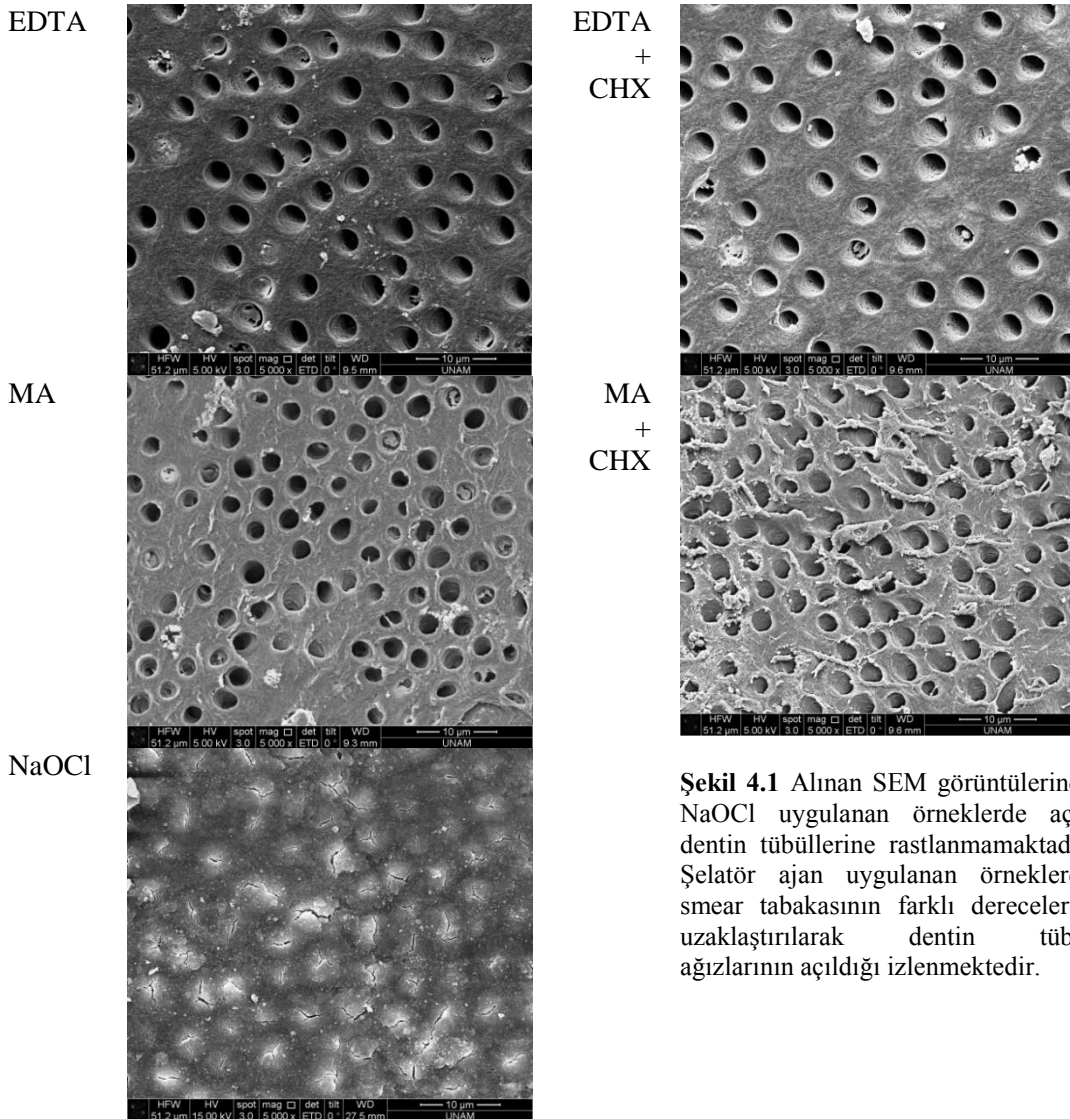 EDTA
EDTA
+
CHX
HFW HV spot mag □ det tilt WD 10 µm
51.2 µm 5.00 kV 3.0 5 000 x ETD 0 ° 9.5 mm UNAM
HFW HV spot mag □ det tilt WD 10 µm
51.2 µm 5.00 kV 3.0 5 000 x ETD 0 ° 9.6 mm UNAM
MA
MA
+
CHX
HFW HV spot mag □ det tilt WD 10 µm
51.2 µm 5.00 kV 3.0 5 000 x ETD 0 ° 9.3 mm UNAM
HFW HV spot mag □ det tilt WD 10 µm
51.2 µm 5.00 kV 3.0 5 000 x ETD 0 ° 9.6 mm UNAM
NaOCl
HFW HV spot mag □ det tilt WD 10 µm
51.2 µm 15.00 kV 3.0 5 000 x ETD 0 ° 27.5 mm UNAM
Şekil 4.1 Alınan SEM görüntülerin
NaOCl uygulanan örneklerde aç
dentin tübüllerine rastlanmamaktad
Şelatör ajan uygulanan örnekler
smear tabakasının farklı dereceler
uzaklaştırılarak dentin tüb
ağızlarının açıldığı izlenmektedir.